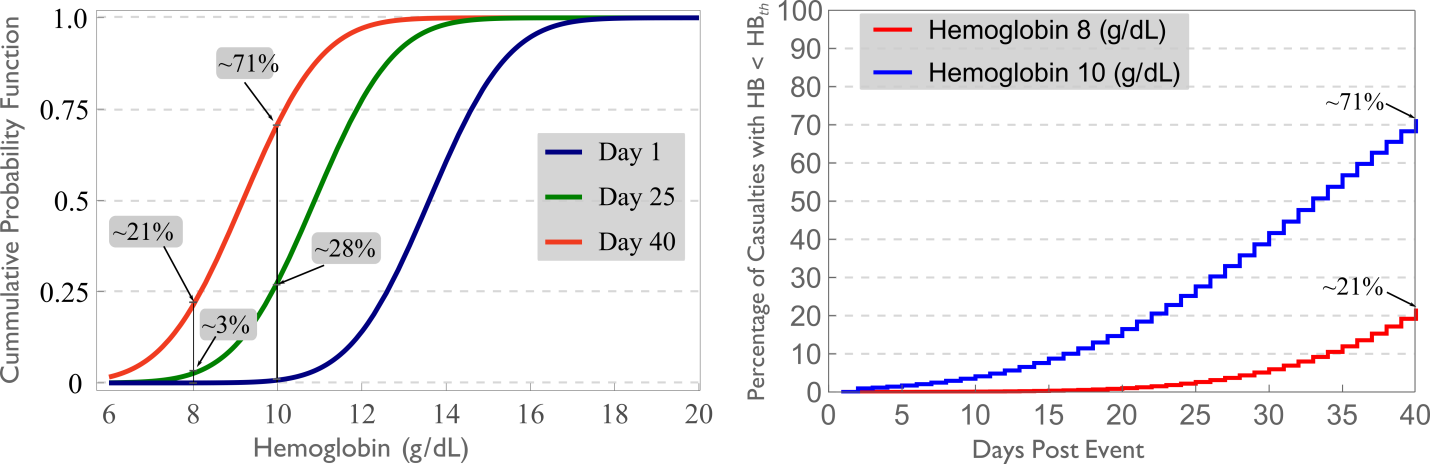 Cummulative Probability Function
1.0
0.75
0.5
0.25
0
~71%
~21%
~28%
~3%
Day 1
Day 25
Day 40
6 8 10 12 14 16 18 20
Hemoglobin (g/dL)
Percentage of Casualties with HB < HBth
100
90
80
70
60
50
40
30
20
10
0
Hemoglobin 8 (g/dL)
Hemoglobin 10 (g/dL)
~71%
~21%
0 5 10 15 20 25 30 35 40
Days Post Event